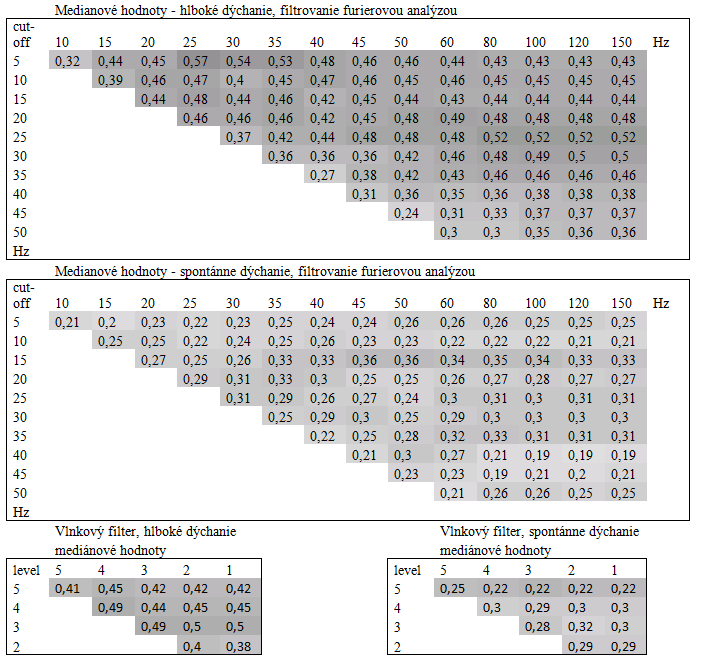 Medianové hodnoty - hlboké dýchanie, filtrovanie furierovou analýzou
cut-
off 10 15 20 25 30 35 40 45 50 60 80 100 120 150 Hz
5 0,32 0,44 0,45 0,57 0,54 0,53 0,48 0,46 0,46 0,44 0,43 0,43 0,43 0,43
10 0,39 0,46 0,47 0,4 0,45 0,47 0,46 0,45 0,46 0,45 0,45 0,45 0,45
15 0,44 0,48 0,44 0,46 0,42 0,45 0,44 0,43 0,44 0,44 0,44 0,44
20 0,46 0,46 0,46 0,42 0,45 0,48 0,49 0,48 0,48 0,48 0,48
25 0,37 0,42 0,44 0,48 0,48 0,48 0,52 0,52 0,52 0,52
30 0,36 0,36 0,36 0,42 0,46 0,48 0,49 0,5 0,5
35 0,27 0,38 0,42 0,43 0,46 0,46 0,46 0,46
40 0,31 0,36 0,35 0,36 0,38 0,38 0,38
45 0,24 0,31 0,33 0,37 0,37 0,37
50 0,3 0,3 0,35 0,36 0,36
Hz
Medianové hodnoty - spontánne dýchanie, filtrovanie furierovou analýzou
cut-
off 10 15 20 25 30 35 40 45 50 60 80 100 120 150 Hz
5 0,21 0,2 0,23 0,22 0,23 0,25 0,24 0,24 0,26 0,26 0,26 0,25 0,25 0,25
10 0,25 0,25 0,22 0,24 0,25 0,26 0,23 0,23 0,22 0,22 0,22 0,21 0,21
15 0,27 0,25 0,26 0,33 0,33 0,36 0,36 0,34 0,35 0,34 0,33 0,33
20 0,29 0,31 0,33 0,3 0,25 0,25 0,26 0,27 0,28 0,27 0,27
25 0,31 0,29 0,26 0,27 0,24 0,3 0,31 0,3 0,31 0,31
30 0,25 0,29 0,3 0,25 0,29 0,3 0,3 0,3 0,3
35 0,22 0,25 0,28 0,32 0,33 0,31 0,31 0,31
40 0,21 0,3 0,27 0,21 0,19 0,19 0,19
45 0,23 0,23 0,19 0,21 0,2 0,21
50 0,21 0,26 0,26 0,25 0,25
Hz
Vlnkový filter, hlboké dýchanie
mediánové hodnoty
level 5 4 3 2 1
5 0,41 0,45 0,42 0,42 0,42
4 0,49 0,44 0,45 0,45
3 0,49 0,5 0,5
2 0,4 0,38
Vlnkový filter, spontánne dýchanie
mediánové hodnoty
level 5 4 3 2 1
5 0,25 0,22 0,22 0,22 0,22
4 0,3 0,29 0,3 0,3
3 0,28 0,32 0,3
2 0,29 0,29